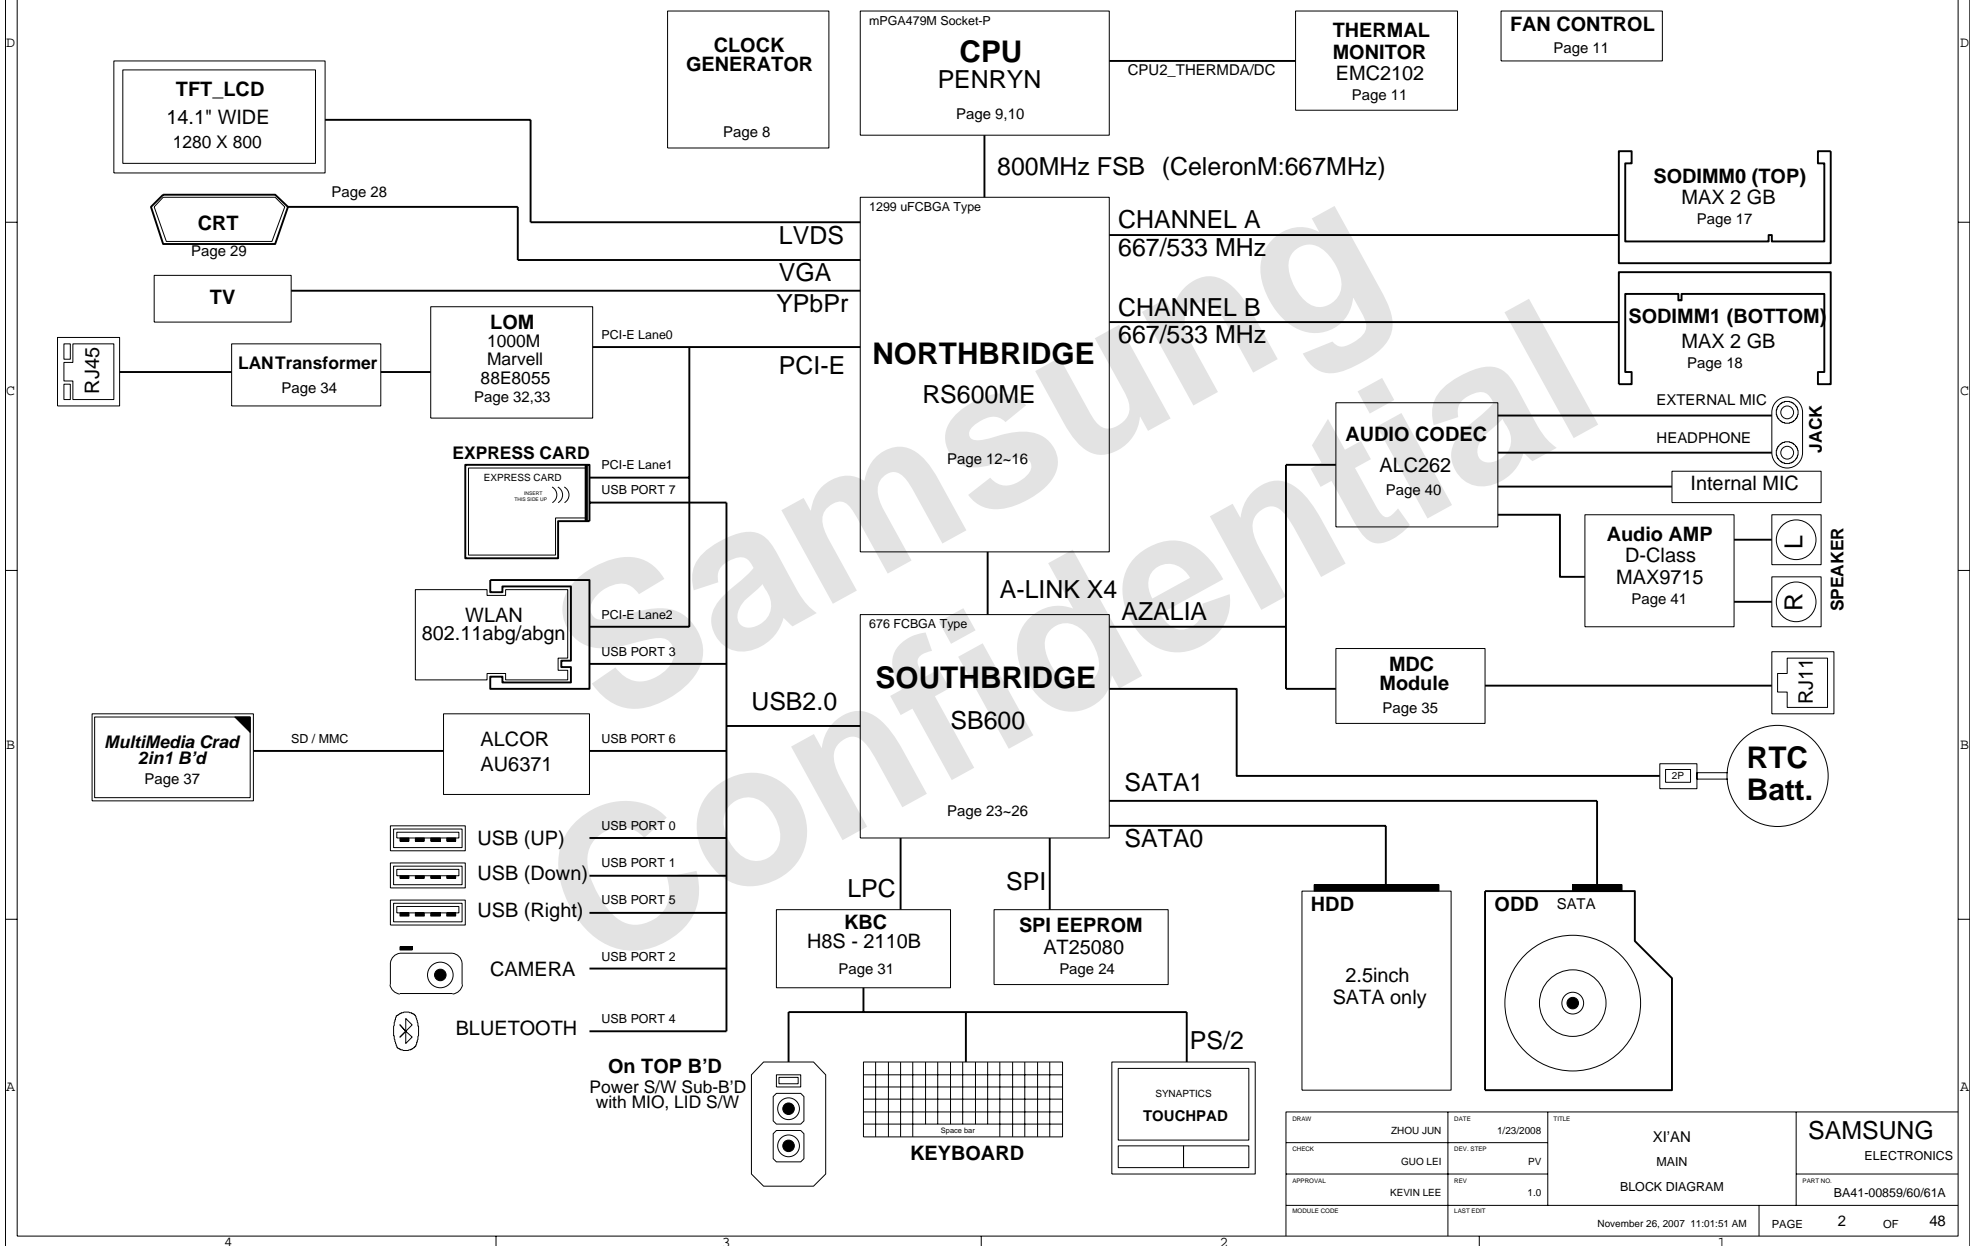 D
D
mPGA479M Socket-P
CPU
PENRYN
Page 9,10
CLOCK
GENERATOR
Page 8
THERMAL
MONITOR
EMC2102
Page 11
FAN CONTROL
Page 11
CPU2_THERMDA/DC
TFT_LCD
14.1" WIDE
1280 X 800
800MHz FSB (CeleronM:667MHz)
Page 28
CRT
Page 29
TV
LVDS
VGA
YPbPr
PCI-E
1299 uFCBGA Type
NORTHBRIDGE
RS600ME
Page 12~16
CHANNEL A
667/533 MHz
CHANNEL B
667/533 MHz
SODIMM0 (TOP)
MAX 2 GB
Page 17
SODIMM1 (BOTTOM)
MAX 2 GB
Page 18
C
C
RJ45
LANTransformer
Page 34
LOM
1000M
Marvell
88E8055
Page 32,33
PCI-E Lane0
EXPRESS CARD
EXPRESS CARD
INSERT
THIS SIDE UP
PCI-E Lane1
USB PORT 7
AUDIO CODEC
ALC262
Page 40
EXTERNAL MIC
HEADPHONE
JACK
Internal MIC
Audio AMP
D-Class
MAX9715
Page 41
L
R
SPEAKER
A-LINK X4
AZALIA
WLAN
802.11abg/abgn
PCI-E Lane2
USB PORT 3
676 FCBGA Type
SOUTHBRIDGE
SB600
Page 23~26
USB2.0
MDC
Module
Page 35
RJ11
B
B
MultiMedia Crad
2in1 B'd
Page 37
SD / MMC
ALCOR
AU6371
USB PORT 6
2P
RTC
Batt.
SATA1
SATA0
USB (UP)
USB PORT 0
USB (Down)
USB PORT 1
USB (Right)
USB PORT 5
CAMERA
USB PORT 2
BLUETOOTH
USB PORT 4
LPC
SPI
KBC
H8S - 2110B
Page 31
SPI EEPROM
AT25080
Page 24
HDD
2.5inch
SATA only
ODD SATA
PS/2
On TOP B'D
Power S/W Sub-B'D
with MIO, LID S/W
Space bar
KEYBOARD
SYNAPTICS
TOUCHPAD
A
A
Samsung
Confidential
DRAW
ZHOU JUN
DATE
1/23/2008
TITLE
XI'AN
MAIN
BLOCK DIAGRAM
SAMSUNG
ELECTRONICS
CHECK
GUO LEI
DEV. STEP
PV
APPROVAL
KEVIN LEE
REV
1.0
PART NO.
BA41-00859/60/61A
MODULE CODE
LAST EDIT
November 26, 2007 11:01:51 AM
PAGE 2 OF 48
4
3
2
1